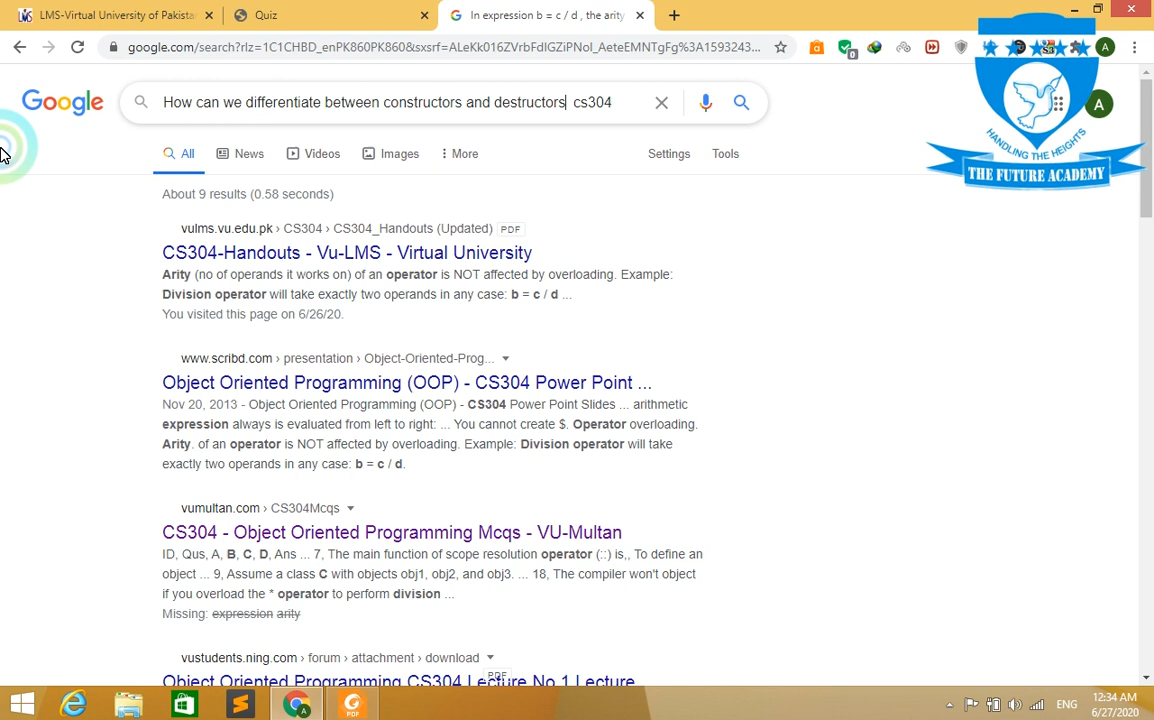 LMS-Virtual University of Pakista
Quiz
In expression b = c / d , the arity
google.com/search?rlz=1C1CHBD_enPK860PK860&sxsrf=ALeKk016ZVrbFdIGZiPNol_AeteEMNTgFg%3A1593243...
Google
How can we differentiate between constructors and destructors cs304
A
All
News
Videos
Images
More
Settings
Tools
HANDLING THE HEIGHTS
THE FUTURE ACADEMY
About 9 results (0.58 seconds)
vulms.vu.edu.pk › CS304 › CS304_Handouts (Updated) PDF
CS304-Handouts - Vu-LMS - Virtual University
Arity (no of operands it works on) of an operator is NOT affected by overloading. Example:
Division operator will take exactly two operands in any case: b = c / d ...
You visited this page on 6/26/20.
www.scribd.com › presentation › Object-Oriented-Prog...
Object Oriented Programming (OOP) - CS304 Power Point ...
Nov 20, 2013 - Object Oriented Programming (OOP) - CS304 Power Point Slides ... arithmetic
expression always is evaluated from left to right: ... You cannot create $. Operator overloading.
Arity. of an operator is NOT affected by overloading. Example: Division operator will take
exactly two operands in any case: b = c / d.
vumultan.com › CS304Mcqs
CS304 - Object Oriented Programming Mcqs - VU-Multan
ID, Qus, A, B, C, D, Ans ... 7, The main function of scope resolution operator (::) is,, To define an
object ... 9, Assume a class C with objects obj1, obj2, and obj3. ... 18, The compiler won't object
if you overload the * operator to perform division ...
Missing: expression arity
vustudents.ning.com › forum › attachment › download
PDF
Object Oriented Programming CS304 Lecture No 1 Lecture
ENG
12:34 AM
6/27/2020